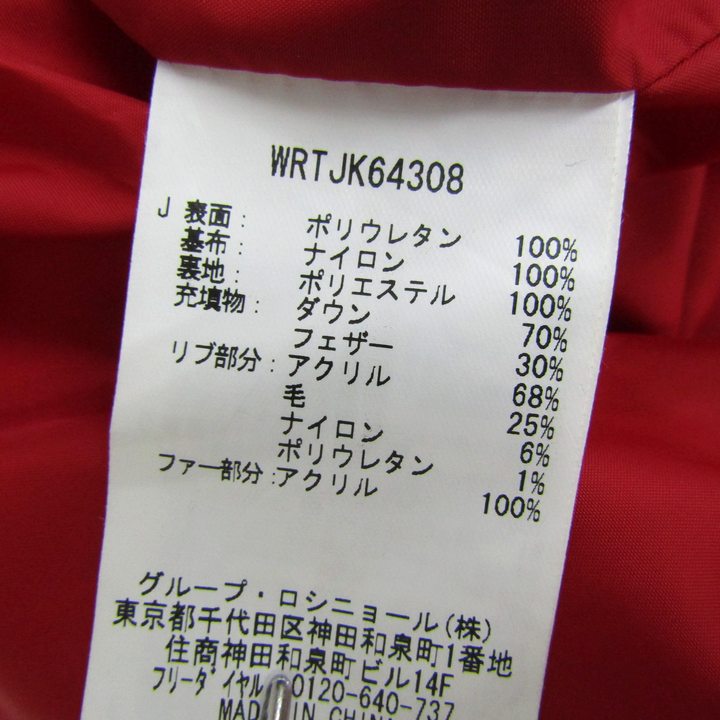 WRTJK64308
J 表面: ポリウレタン 100%
基布: ナイロン 100%
裏地: ポリエステル 100%
充填物: ダウン 70%
フェザー 30%
リブ部分: アクリル 68%
毛 25%
ナイロン 6%
ポリウレタン 1%
ファー部分: アクリル 100%
グループ・ロシニョール(株)
東京都千代田区神田和泉町1番地
住商神田和泉町ビル14F
フリーダイヤル 0120-640-737
MADE IN CHINA